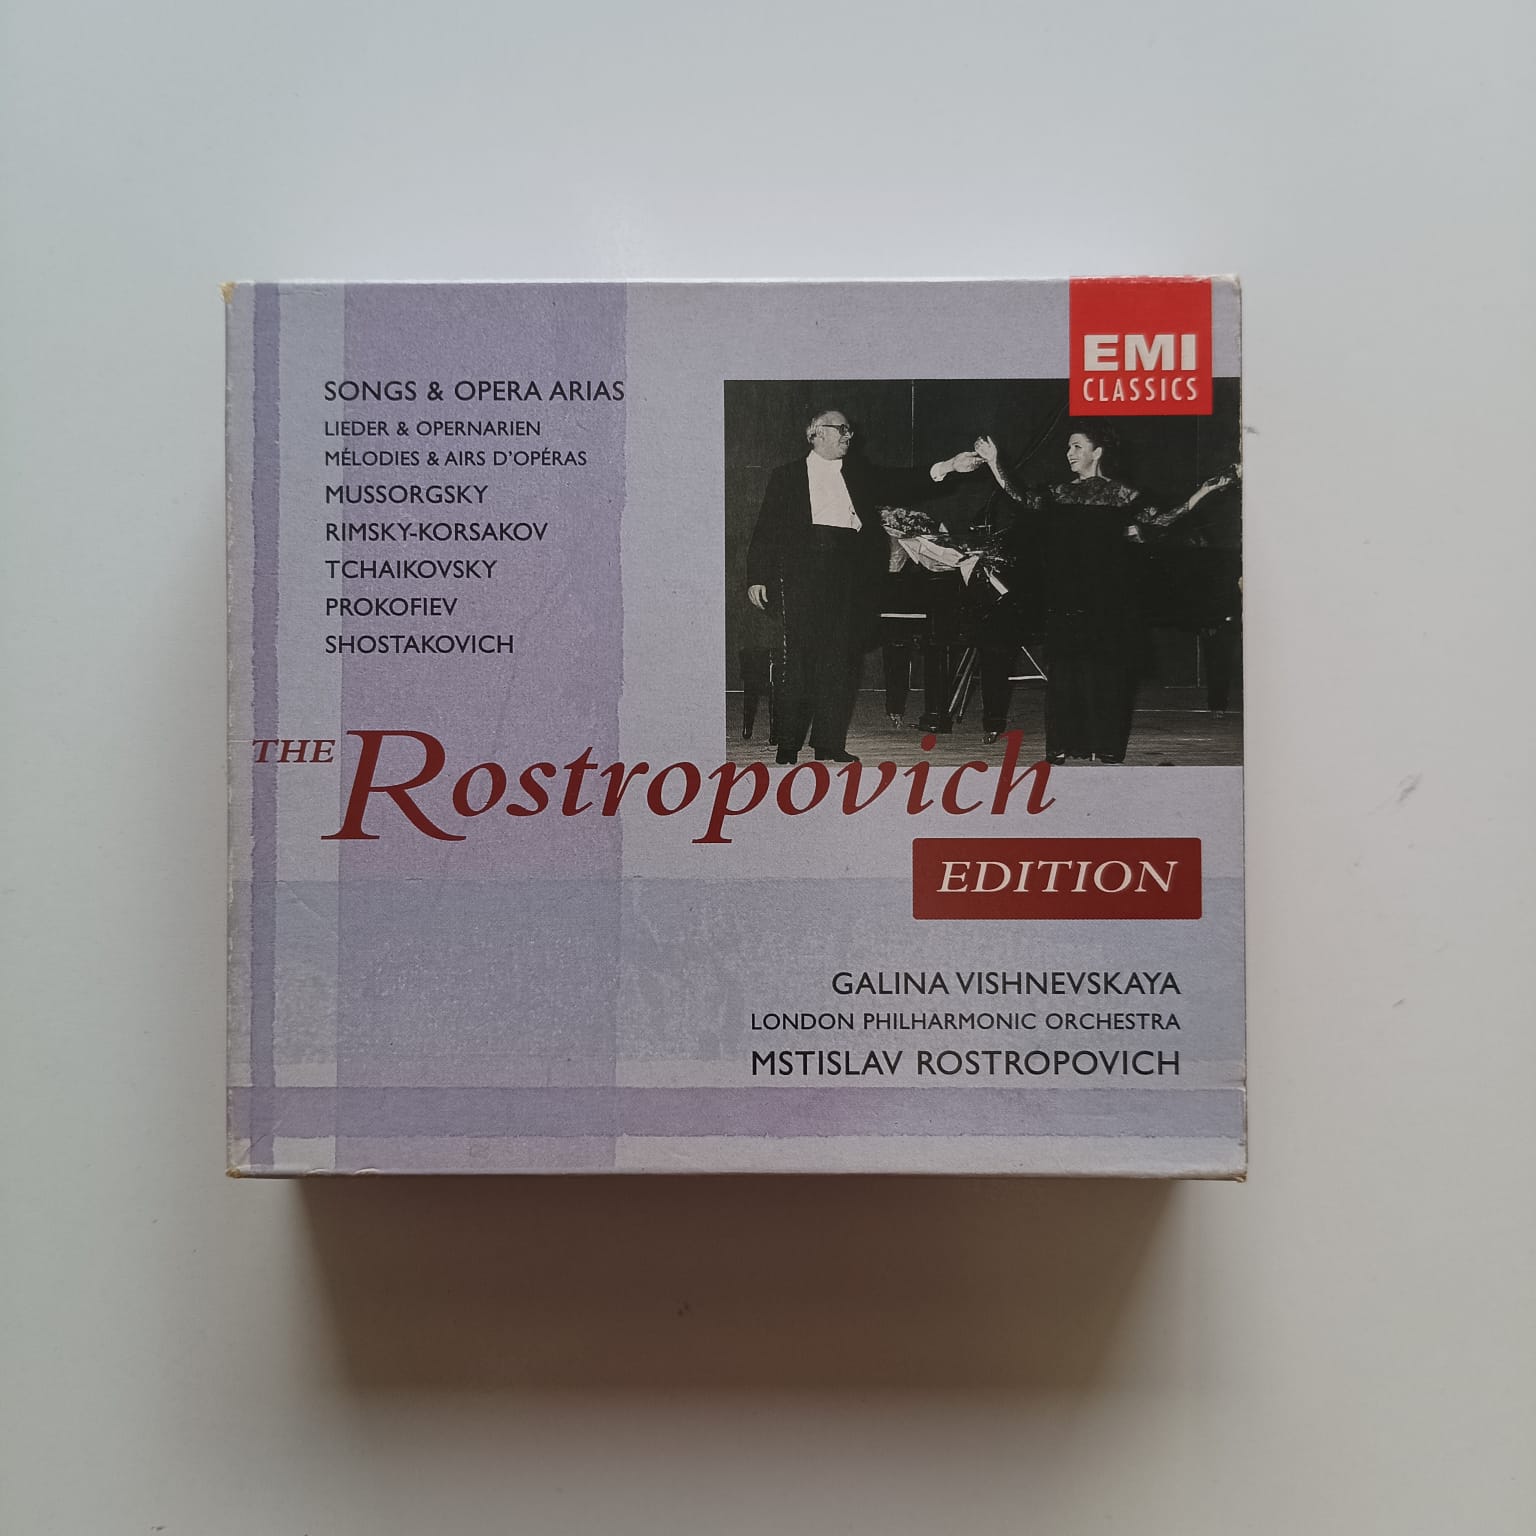 EMI
CLASSICS
SONGS & OPERA ARIAS
LIEDER & OPERNARIEN
MÉLODIES & AIRS D'OPÉRAS
MUSSORGSKY
RIMSKY-KORSAKOV
TCHAIKOVSKY
PROKOFIEV
SHOSTAKOVICH
THE Rostropovich
EDITION
GALINA VISHNEVSKAYA
LONDON PHILHARMONIC ORCHESTRA
MSTISLAV ROSTROPOVICH